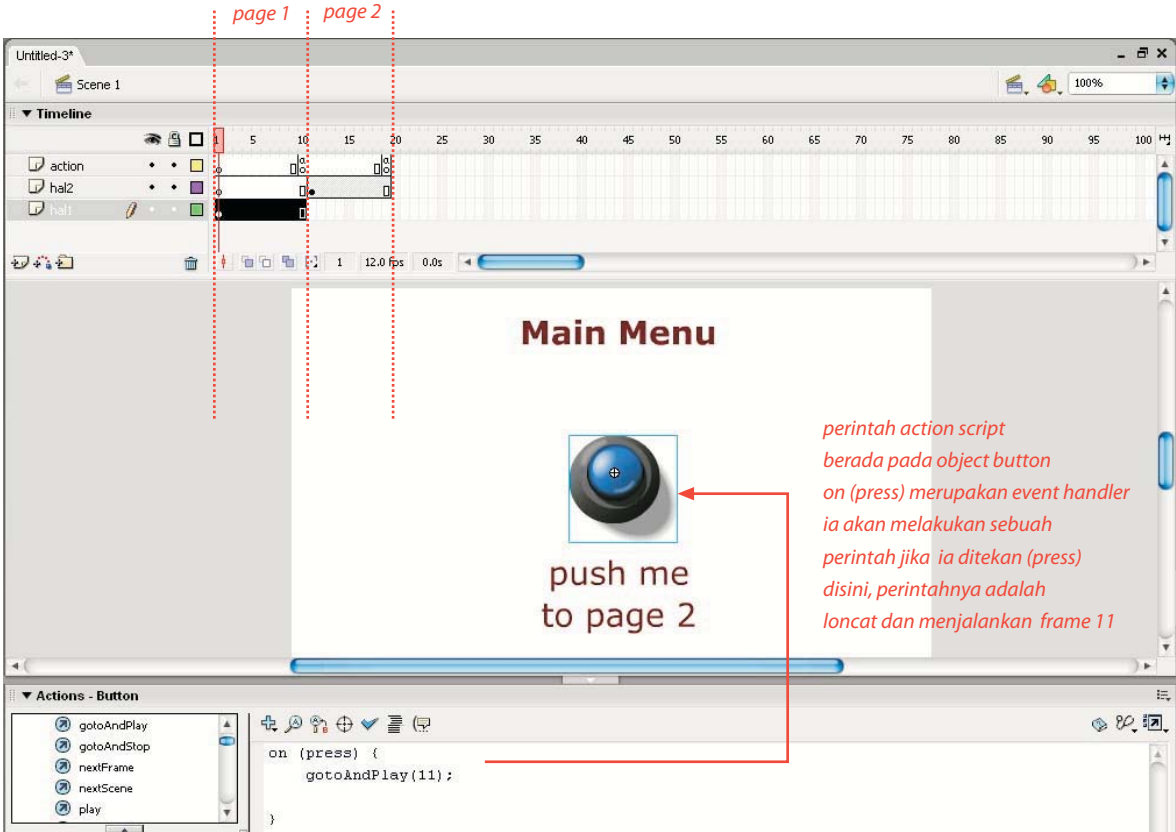 page 1 page 2
Untitled-3*
Scene 1
100%
Timeline
1 5 10 15 20 25 30 35 40 45 50 55 60 65 70 75 80 85 90 95 100
action
hal2
hal1
1 12.0 fps 0.0s
Main Menu
push me
to page 2
perintah action script
berada pada object button
on (press) merupakan event handler
ia akan melakukan sebuah
perintah jika ia ditekan (press)
disini, perintahnya adalah
loncat dan menjalankan frame 11
Actions - Button
gotoAndPlay
gotoAndStop
nextFrame
nextScene
play
on (press) {
gotoAndPlay(11);
}